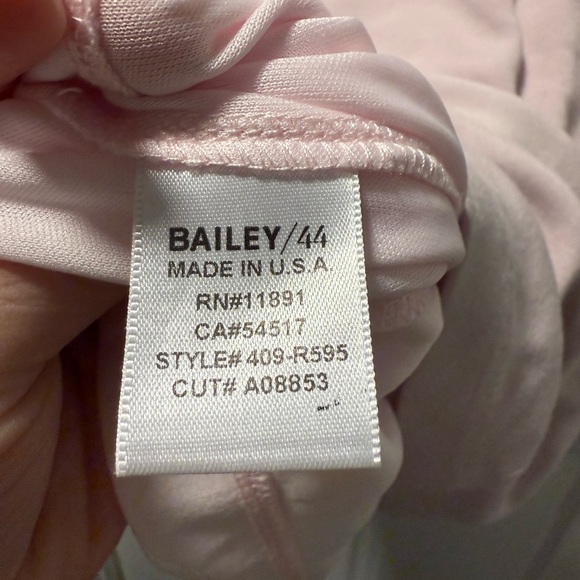 BAILEY/44
MADE IN U.S.A.
RN#11891
CA#54517
STYLE# 409-R595
CUT# A08853